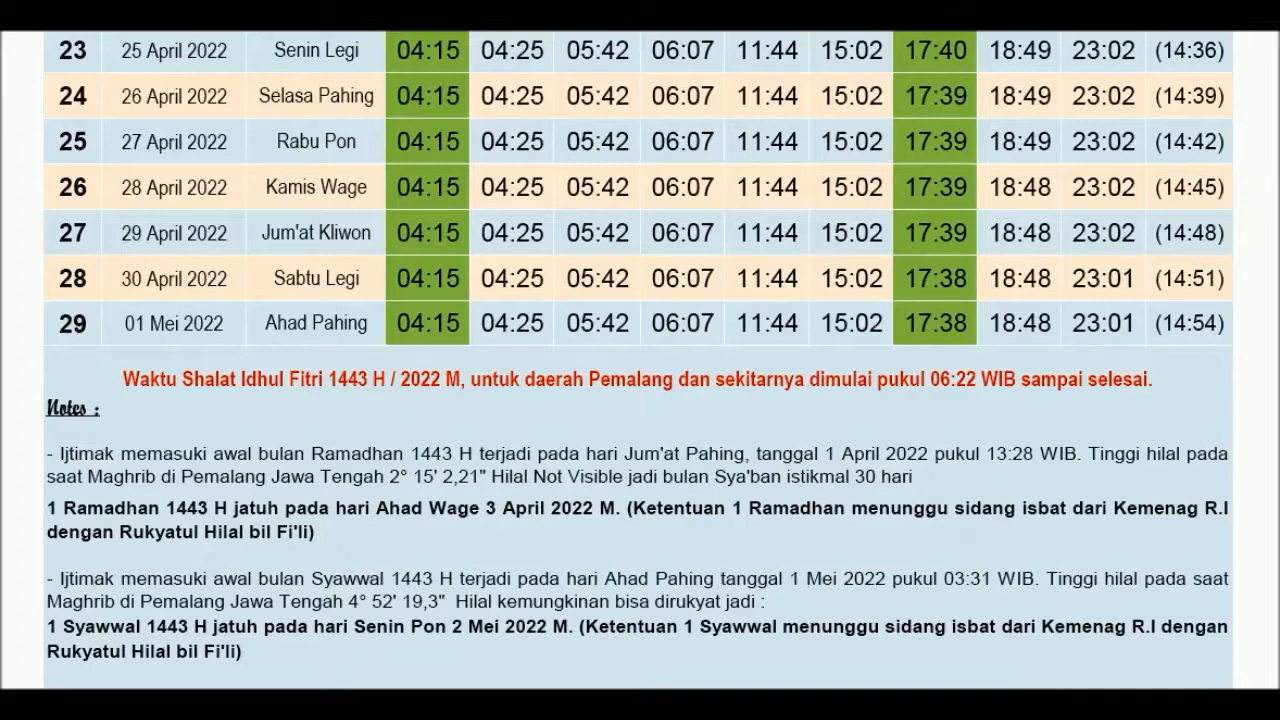 23 25 April 2022 Senin Legi 04:15 04:25 05:42 06:07 11:44 15:02 17:40 18:49 23:02 (14:36)
24 26 April 2022 Selasa Pahing 04:15 04:25 05:42 06:07 11:44 15:02 17:39 18:49 23:02 (14:39)
25 27 April 2022 Rabu Pon 04:15 04:25 05:42 06:07 11:44 15:02 17:39 18:49 23:02 (14:42)
26 28 April 2022 Kamis Wage 04:15 04:25 05:42 06:07 11:44 15:02 17:39 18:48 23:02 (14:45)
27 29 April 2022 Jum'at Kliwon 04:15 04:25 05:42 06:07 11:44 15:02 17:39 18:48 23:02 (14:48)
28 30 April 2022 Sabtu Legi 04:15 04:25 05:42 06:07 11:44 15:02 17:38 18:48 23:01 (14:51)
29 01 Mei 2022 Ahad Pahing 04:15 04:25 05:42 06:07 11:44 15:02 17:38 18:48 23:01 (14:54)
Waktu Shalat Idhul Fitri 1443 H / 2022 M, untuk daerah Pemalang dan sekitarnya dimulai pukul 06:22 WIB sampai selesai.
Notes :
- Ijtimak memasuki awal bulan Ramadhan 1443 H terjadi pada hari Jum'at Pahing, tanggal 1 April 2022 pukul 13:28 WIB. Tinggi hilal pada
saat Maghrib di Pemalang Jawa Tengah 2° 15' 2,21" Hilal Not Visible jadi bulan Sya'ban istikmal 30 hari
1 Ramadhan 1443 H jatuh pada hari Ahad Wage 3 April 2022 M. (Ketentuan 1 Ramadhan menunggu sidang isbat dari Kemenag R.I
dengan Rukyatul Hilal bil Fi'li)
- Ijtimak memasuki awal bulan Syawwal 1443 H terjadi pada hari Ahad Pahing tanggal 1 Mei 2022 pukul 03:31 WIB. Tinggi hilal pada saat
Maghrib di Pemalang Jawa Tengah 4° 52' 19,3" Hilal kemungkinan bisa dirukyat jadi :
1 Syawwal 1443 H jatuh pada hari Senin Pon 2 Mei 2022 M. (Ketentuan 1 Syawwal menunggu sidang isbat dari Kemenag R.I dengan
Rukyatul Hilal bil Fi'li)